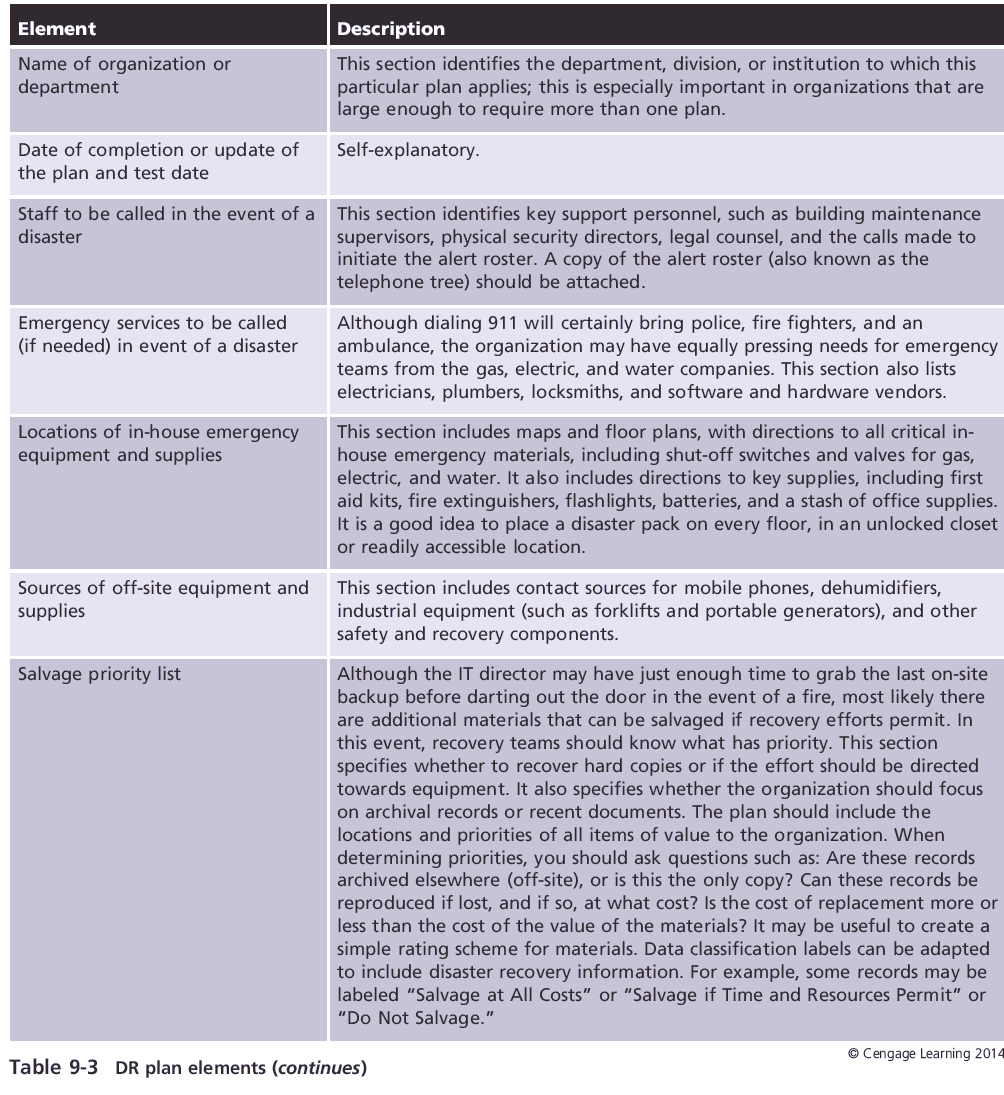 Element
Description
Name of organization or
department
This section identifies the department, division, or institution to which this
particular plan applies; this is especially important in organizations that are
large enough to require more than one plan.
Date of completion or update of
the plan and test date
Self-explanatory.
Staff to be called in the event of a
disaster
This section identifies key support personnel, such as building maintenance
supervisors, physical security directors, legal counsel, and the calls made to
initiate the alert roster. A copy of the alert roster (also known as the
telephone tree) should be attached.
Emergency services to be called
(if needed) in event of a disaster
Although dialing 911 will certainly bring police, fire fighters, and an
ambulance, the organization may have equally pressing needs for emergency
teams from the gas, electric, and water companies. This section also lists
electricians, plumbers, locksmiths, and software and hardware vendors.
Locations of in-house emergency
equipment and supplies
This section includes maps and floor plans, with directions to all critical in-
house emergency materials, including shut-off switches and valves for gas,
electric, and water. It also includes directions to key supplies, including first
aid kits, fire extinguishers, flashlights, batteries, and a stash of office supplies.
It is a good idea to place a disaster pack on every floor, in an unlocked closet
or readily accessible location.
Sources of off-site equipment and
supplies
This section includes contact sources for mobile phones, dehumidifiers,
industrial equipment (such as forklifts and portable generators), and other
safety and recovery components.
Salvage priority list
Although the IT director may have just enough time to grab the last on-site
backup before darting out the door in the event of a fire, most likely there
are additional materials that can be salvaged if recovery efforts permit. In
this event, recovery teams should know what has priority. This section
specifies whether to recover hard copies or if the effort should be directed
towards equipment. It also specifies whether the organization should focus
on archival records or recent documents. The plan should include the
locations and priorities of all items of value to the organization. When
determining priorities, you should ask questions such as: Are these records
archived elsewhere (off-site), or is this the only copy? Can these records be
reproduced if lost, and if so, at what cost? Is the cost of replacement more or
less than the cost of the value of the materials? It may be useful to create a
simple rating scheme for materials. Data classification labels can be adapted
to include disaster recovery information. For example, some records may be
labeled “Salvage at All Costs” or “Salvage if Time and Resources Permit” or
“Do Not Salvage.”
© Cengage Learning 2014
Table 9-3 DR plan elements (continues)